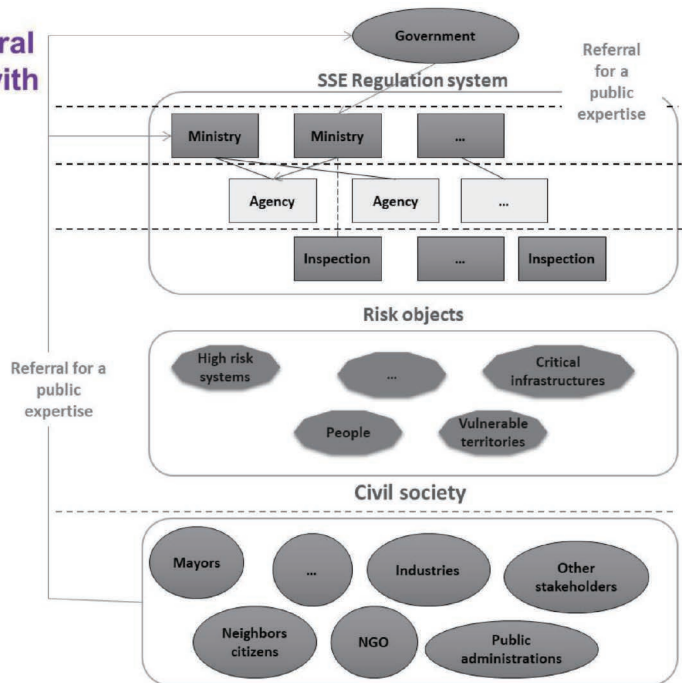 ral
vith
Government
Referral
for a
public
expertise
SSE Regulation system
Ministry
Ministry
...
Agency
Agency
...
Inspection
...
Inspection
Risk objects
High risk
systems
...
Critical
infrastructures
People
Vulnerable
territories
Referral for a
public
expertise
Civil society
Mayors
...
Industries
Other
stakeholders
Neighbors
citizens
NGO
Public
administrations